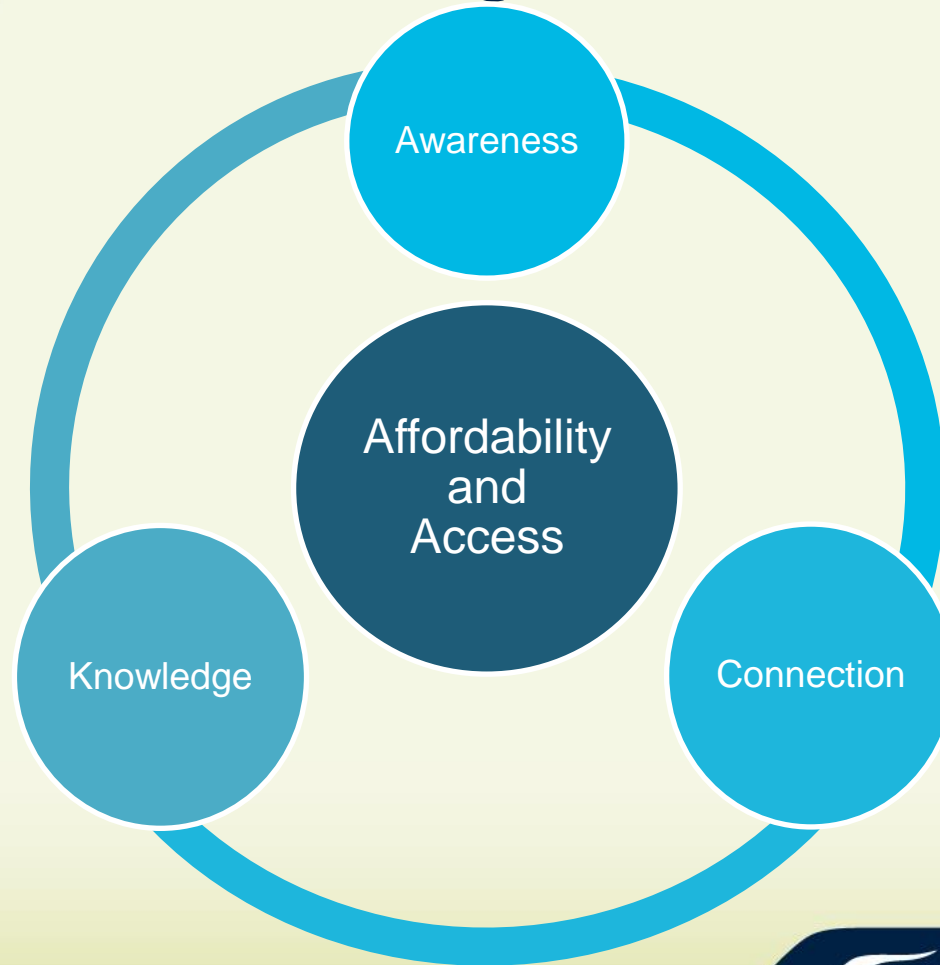 Awareness
Affordability
and
Access
Knowledge
Connection